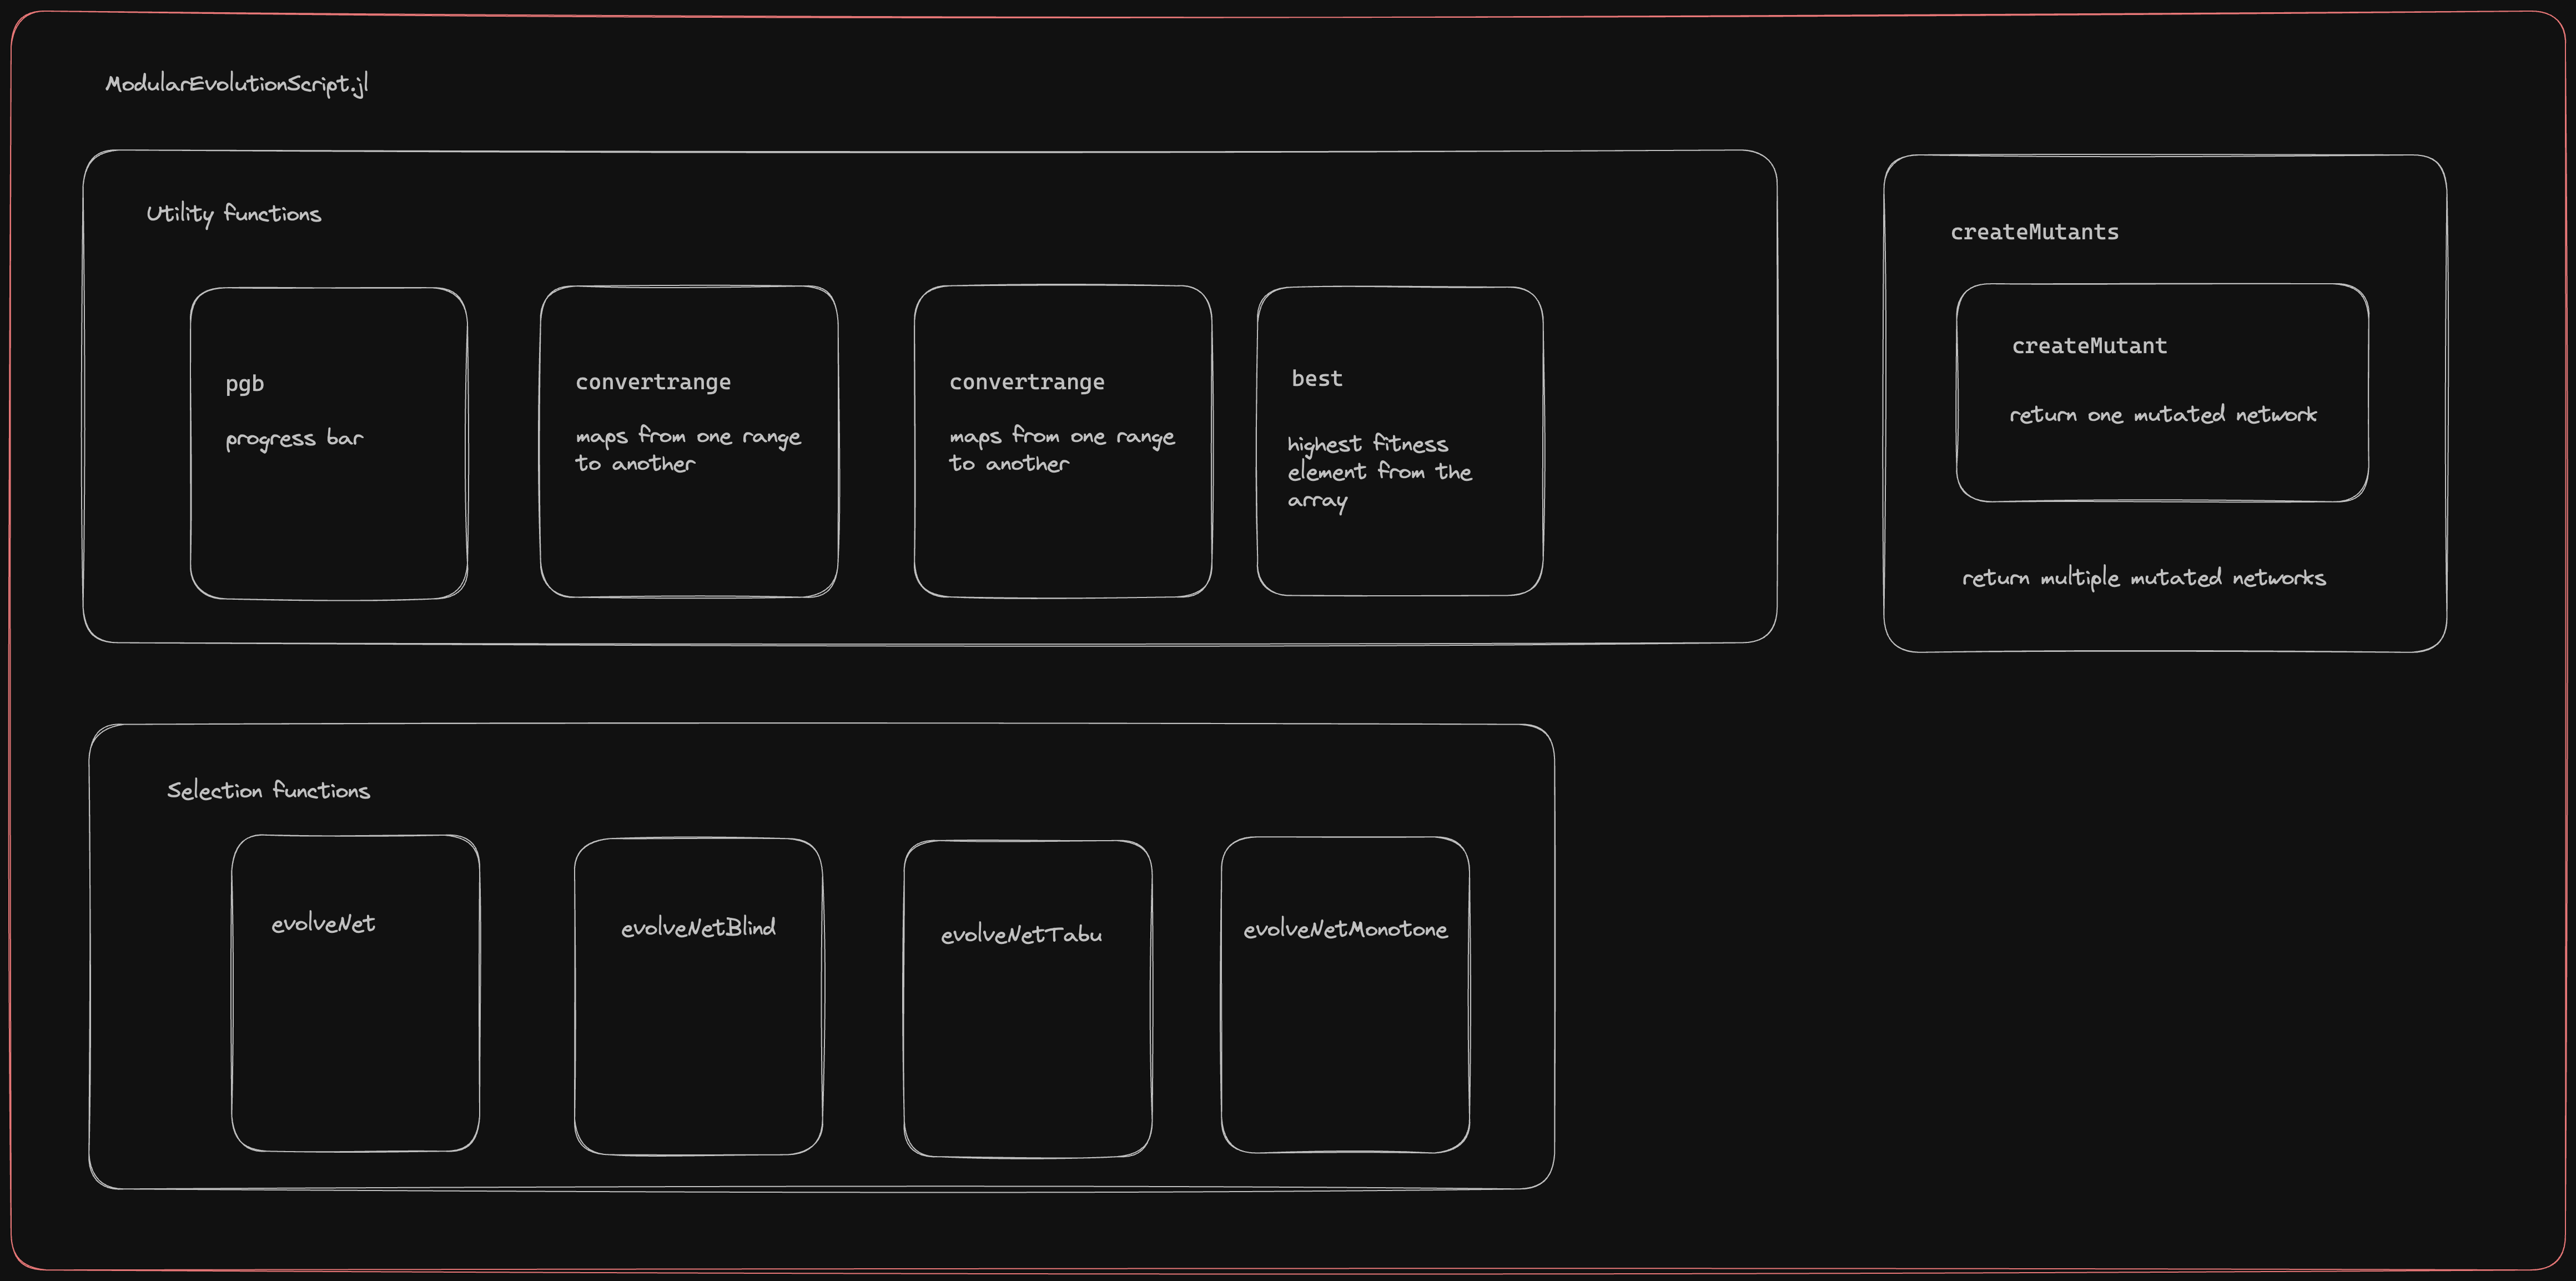 ModularEvolutionScript.jl
Utility functions
pgb
progress bar
convertrange
maps from one range
to another
convertrange
maps from one range
to another
best
highest fitness
element from the
array
createMutants
createMutant
return one mutated network
return multiple mutated networks
Selection functions
evolveNet
evolveNetBlind
evolveNetTabu
evolveNetMonotone